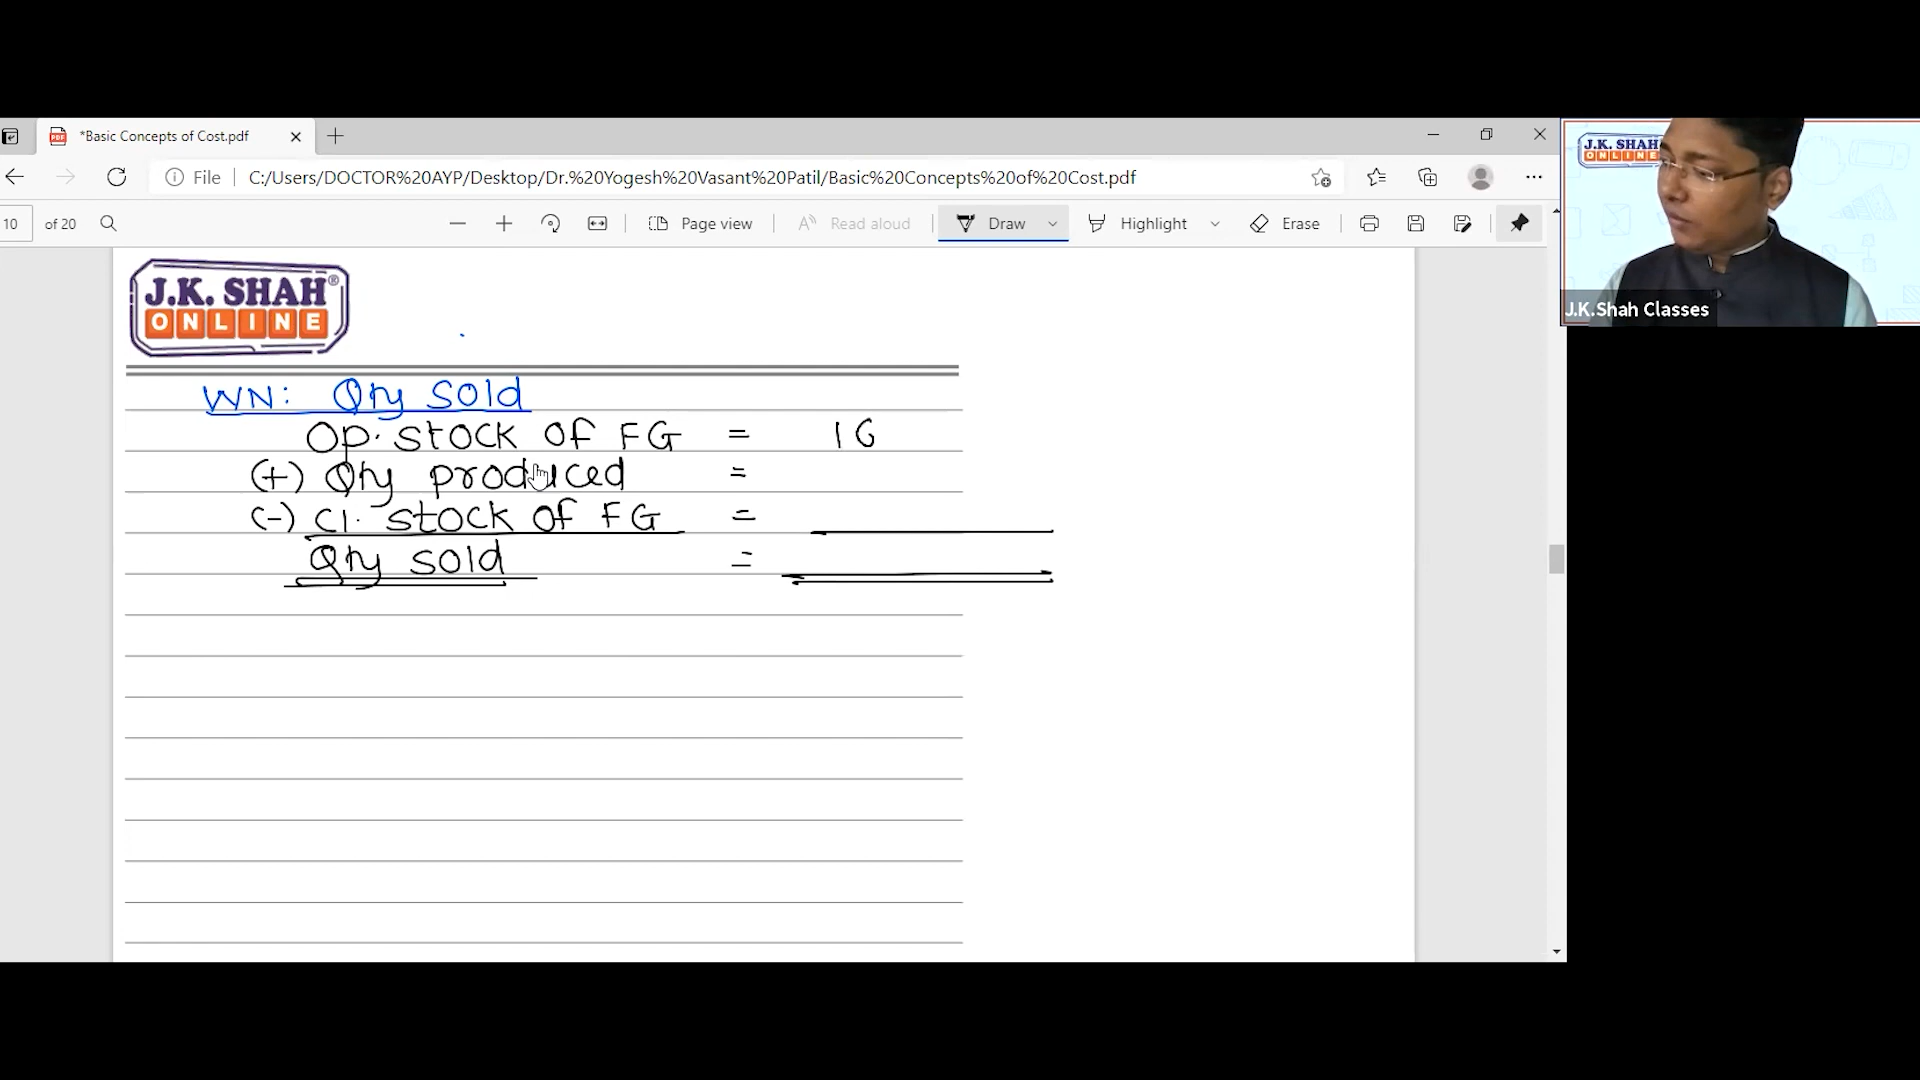 *Basic Concepts of Cost.pdf
File | C:/Users/DOCTOR%20AYP/Desktop/Dr.%20Yogesh%20Vasant%20Patil/Basic%20Concepts%20of%20Cost.pdf
10 of 20 Page view Read aloud Draw Highlight Erase
J.K. SHAH®
ONLINE
J.K. SHAH
ONLINE
J.K.Shah Classes
WN: Qty sold
Op. stock of FG = 16
(+) Qty produced =
(-) Cl. stock of FG =
Qty sold =